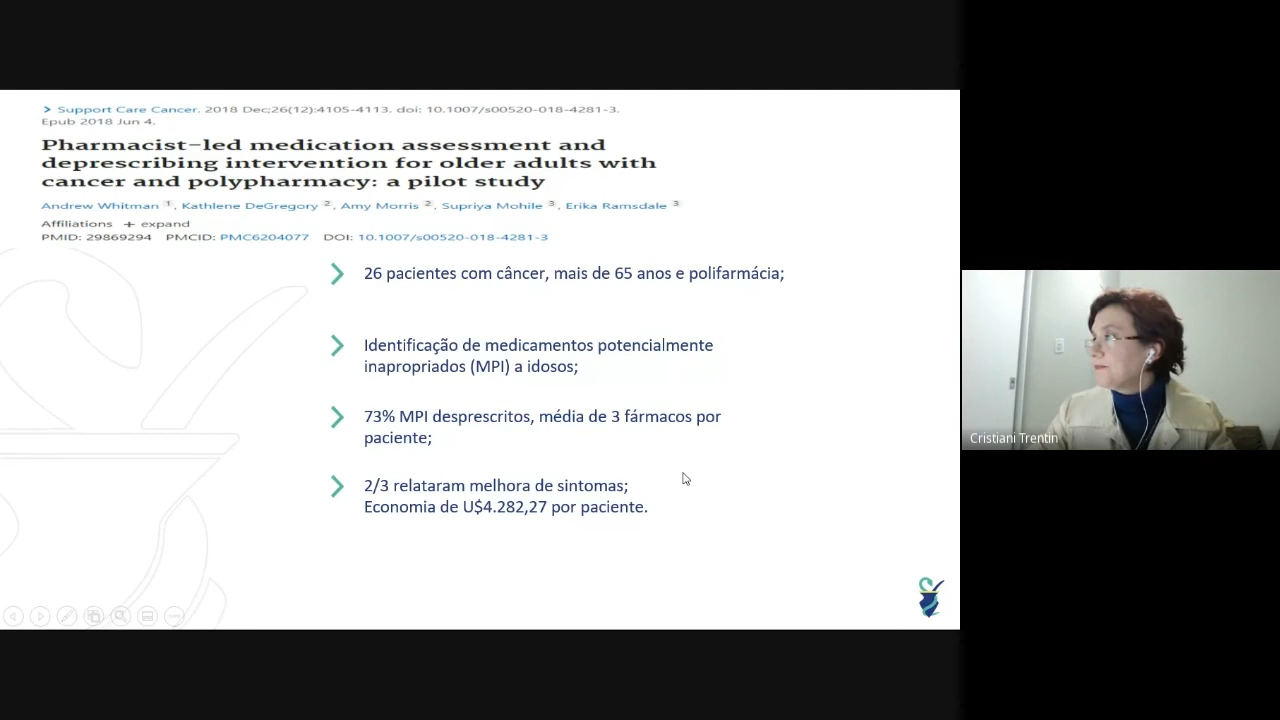 > Support Care Cancer. 2018 Dec;26(12):4105-4113. doi: 10.1007/s00520-018-4281-3.
Epub 2018 Jun 4.
Pharmacist-led medication assessment and
deprescribing intervention for older adults with
cancer and polypharmacy: a pilot study
Andrew Whitman 1, Kathlene DeGregory 2, Amy Morris 2, Supriya Mohile 3, Erika Ramsdale 3
Affiliations + expand
PMID: 29869294 PMCID: PMC6204077 DOI: 10.1007/s00520-018-4281-3
26 pacientes com câncer, mais de 65 anos e polifarmácia;
Identificação de medicamentos potencialmente
inapropriados (MPI) a idosos;
73% MPI desprescritos, média de 3 fármacos por
paciente;
2/3 relataram melhora de sintomas;
Economia de U$4.282,27 por paciente.
Cristiani Trentin